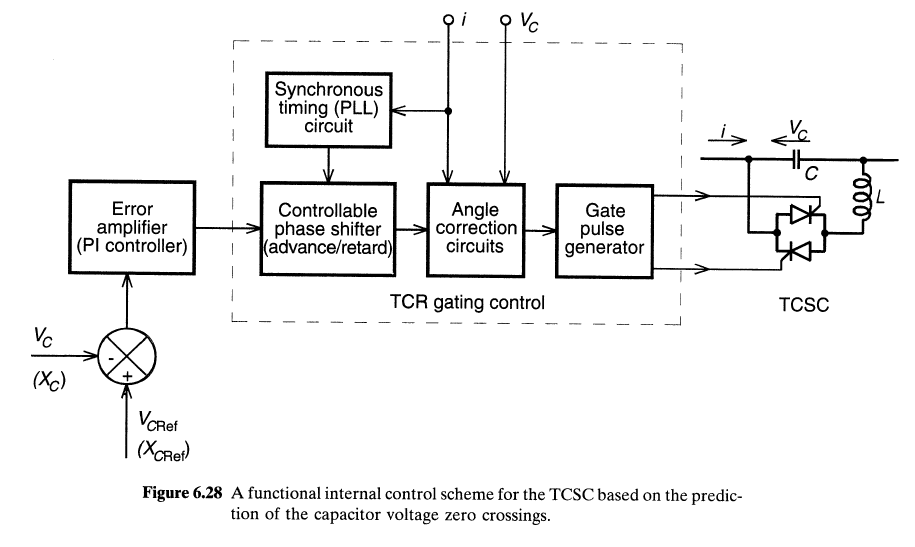 i
V_C
Synchronous
timing (PLL)
circuit
Error
amplifier
(PI controller)
Controllable
phase shifter
(advance/retard)
Angle
correction
circuits
Gate
pulse
generator
TCR gating control
i
V_C
C
L
TCSC
V_C
(X_C)
-
+
V_CRef
(X_CRef)
Figure 6.28 A functional internal control scheme for the TCSC based on the predic-
tion of the capacitor voltage zero crossings.